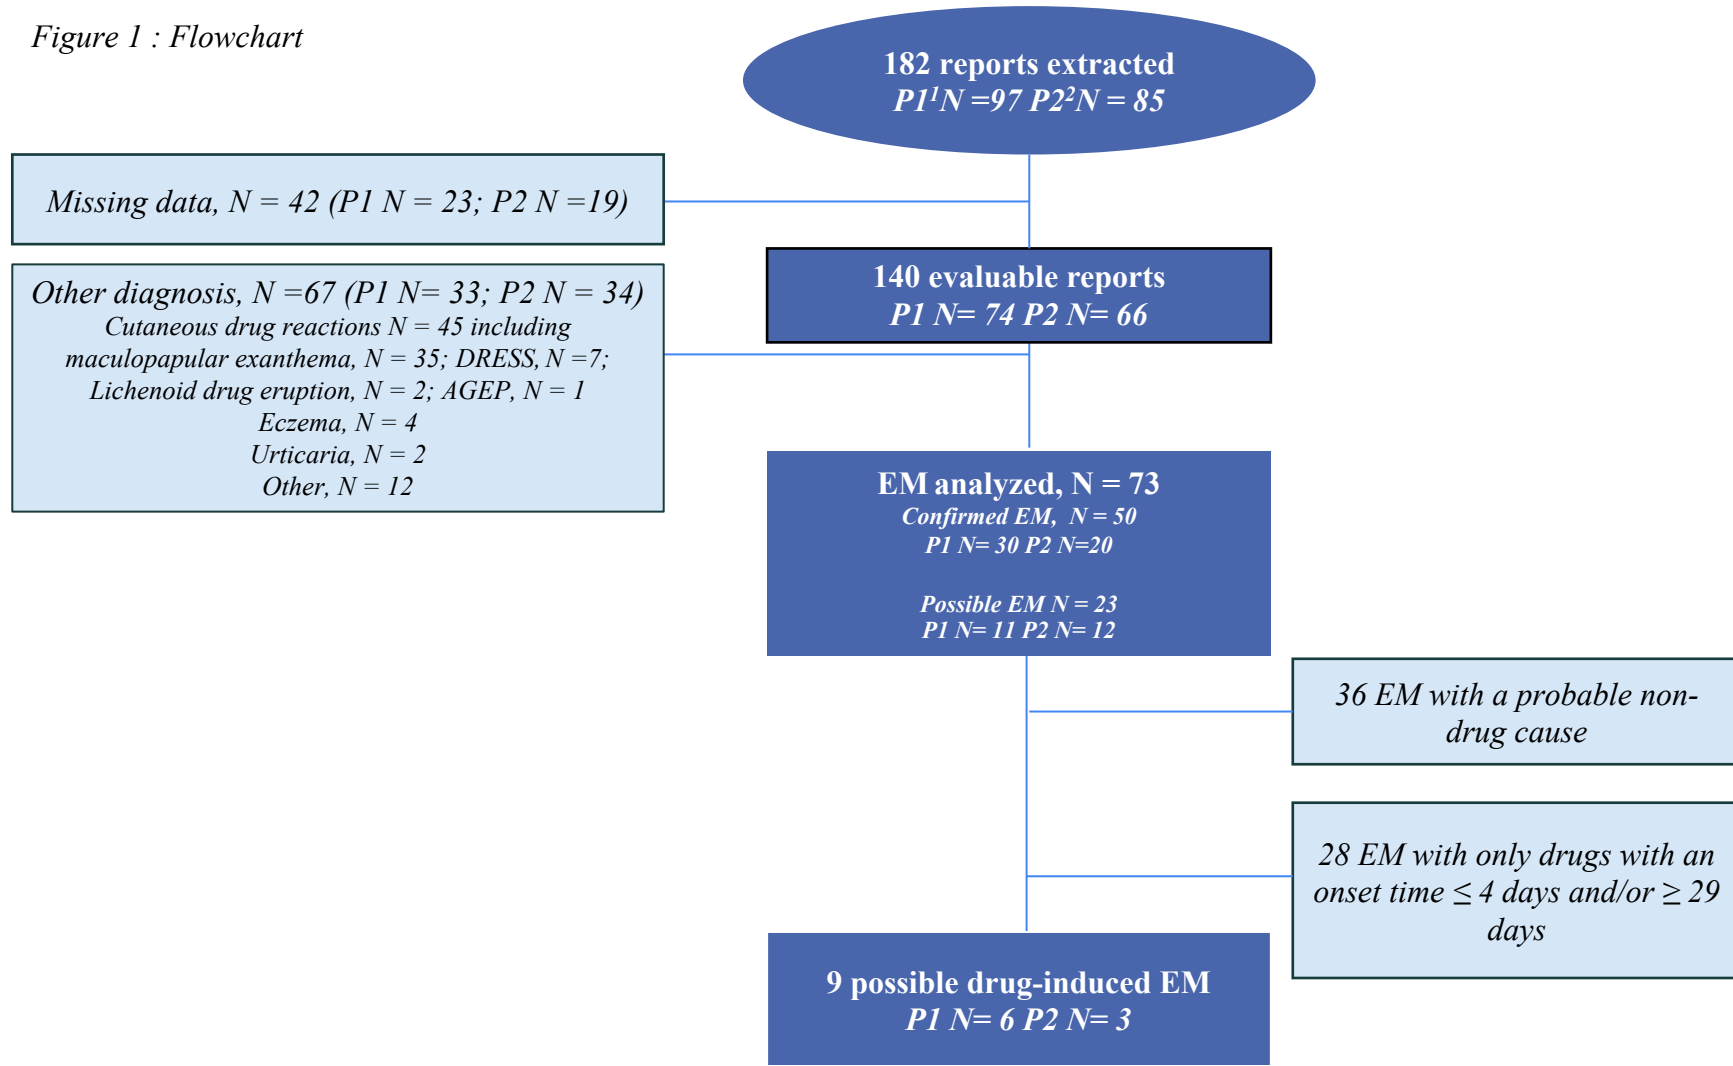 Figure 1 : Flowchart
182 reports extracted
P1¹N =97 P2²N = 85
Missing data, N = 42 (P1 N = 23; P2 N =19)
140 evaluable reports
P1 N= 74 P2 N= 66
Other diagnosis, N =67 (P1 N= 33; P2 N = 34)
Cutaneous drug reactions N = 45 including
maculopapular exanthema, N = 35; DRESS, N =7;
Lichenoid drug eruption, N = 2; AGEP, N = 1
Eczema, N = 4
Urticaria, N = 2
Other, N = 12
EM analyzed, N = 73
Confirmed EM,  N = 50
P1 N= 30 P2 N=20
Possible EM N = 23
P1 N= 11 P2 N= 12
36 EM with a probable non-
drug cause
28 EM with only drugs with an
onset time ≤ 4 days and/or ≥ 29
days
9 possible drug-induced EM
P1 N= 6 P2 N= 3